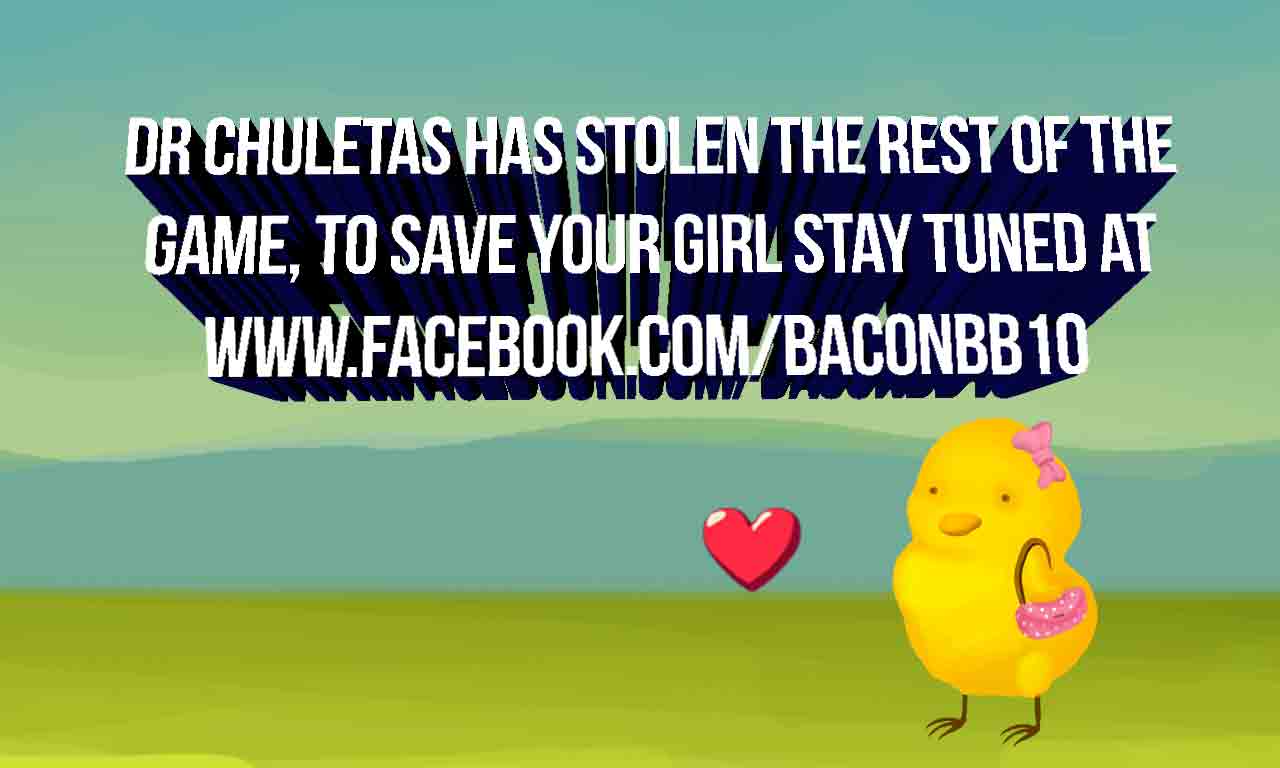 DR CHULETAS HAS STOLEN THE REST OF THE
GAME, TO SAVE YOUR GIRL STAY TUNED AT
WWW.FACEBOOK.COM/BACONBB10